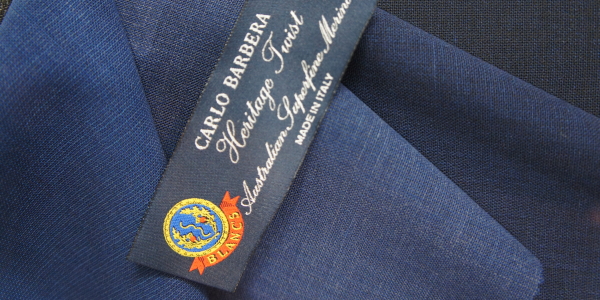 CARLO BARBERA
Heritage Twist
Australian Superfine Merino
MADE IN ITALY
BLANCS